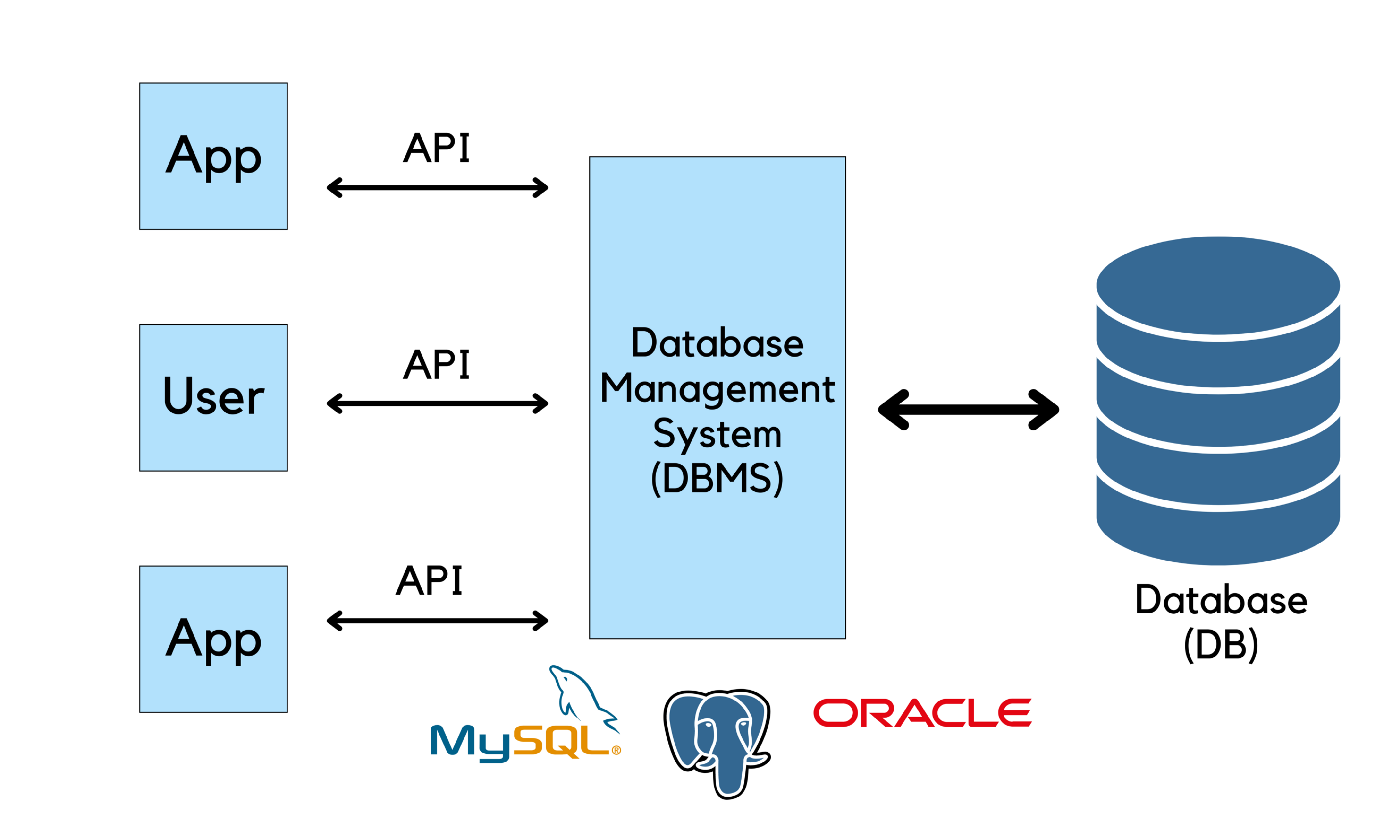 App
API
User
API
App
API
Database
Management
System
(DBMS)
Database
(DB)
MySQL®
ORACLE